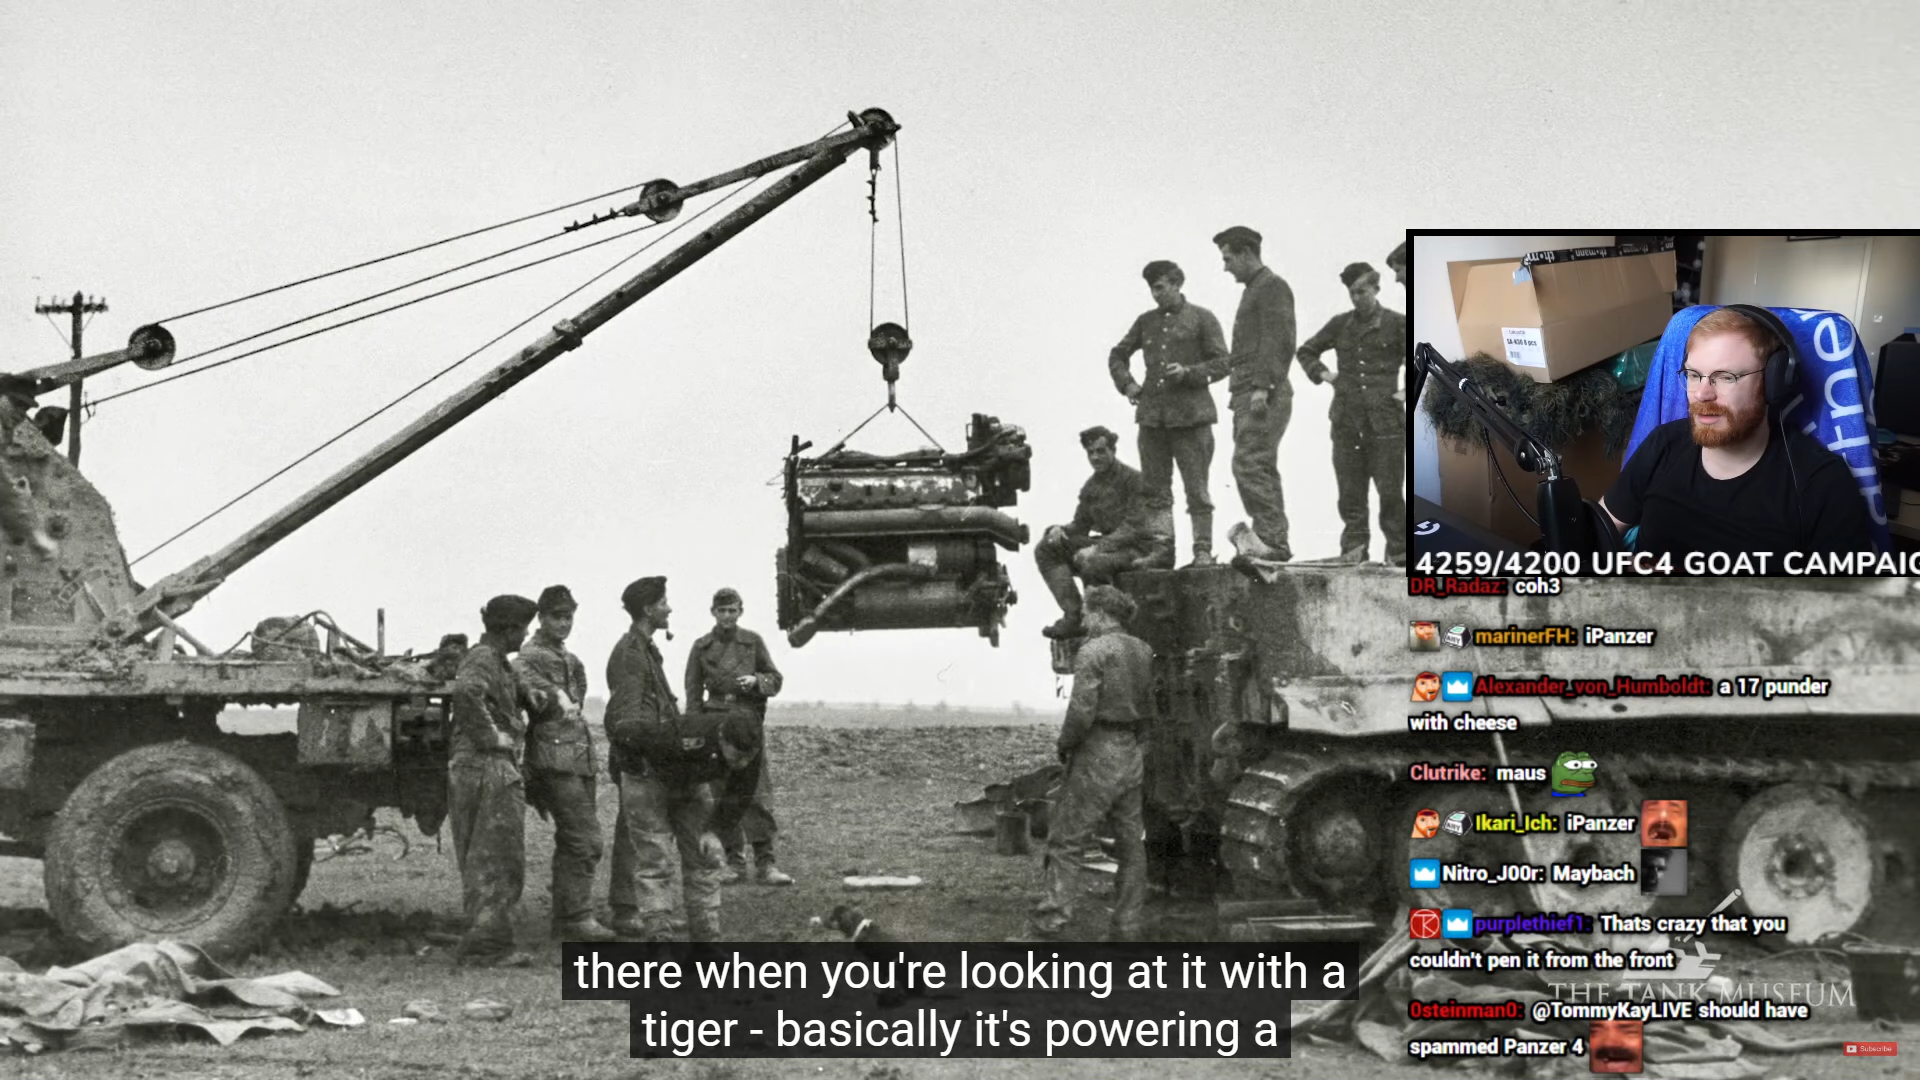 4259/4200 UFC4 GOAT CAMPAIG
DR_Radaz: coh3
marinerFH: iPanzer
Alexander_von_Humboldt: a 17 punder
with cheese
Clutrike: maus
Ikari_Ich: iPanzer
Nitro_J00r: Maybach
purplethief1: Thats crazy that you
couldn't pen it from the front
THE TANK MUSEUM
0steinman0: @TommyKayLIVE should have
spammed Panzer 4
Subscribe
there when you're looking at it with a
tiger - basically it's powering a